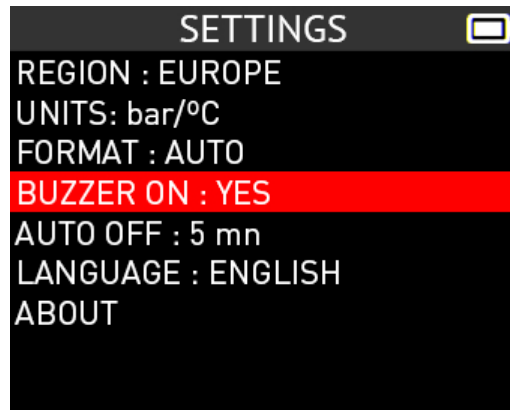 SETTINGS
REGION : EUROPE
UNITS: bar/ºC
FORMAT : AUTO
BUZZER ON : YES
AUTO OFF : 5 mn
LANGUAGE : ENGLISH
ABOUT